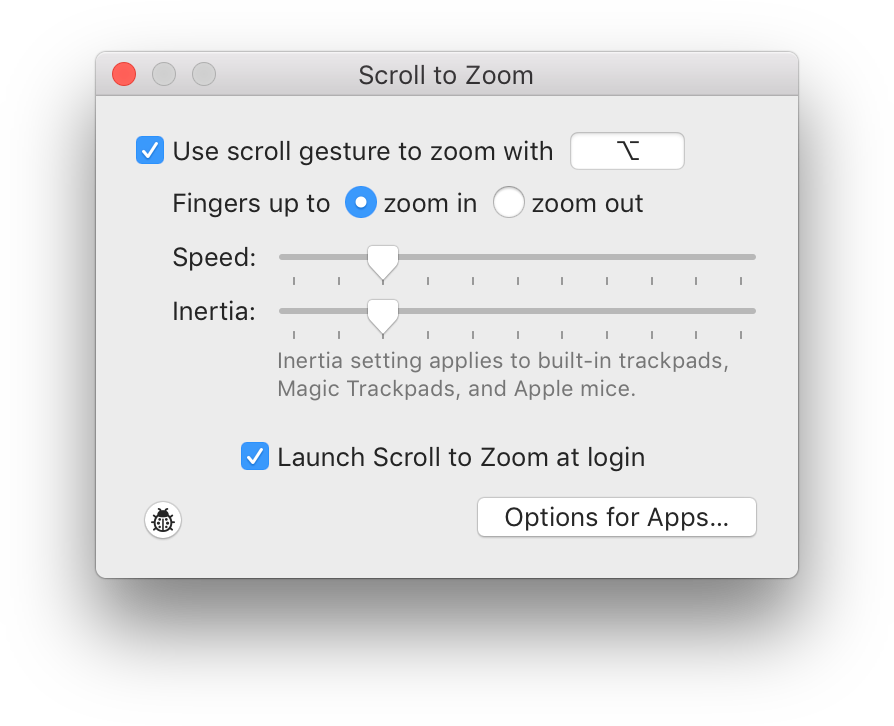 Scroll to Zoom
Use scroll gesture to zoom with ⌥
Fingers up to zoom in zoom out
Speed:
Inertia:
Inertia setting applies to built-in trackpads,
Magic Trackpads, and Apple mice.
Launch Scroll to Zoom at login
Options for Apps...